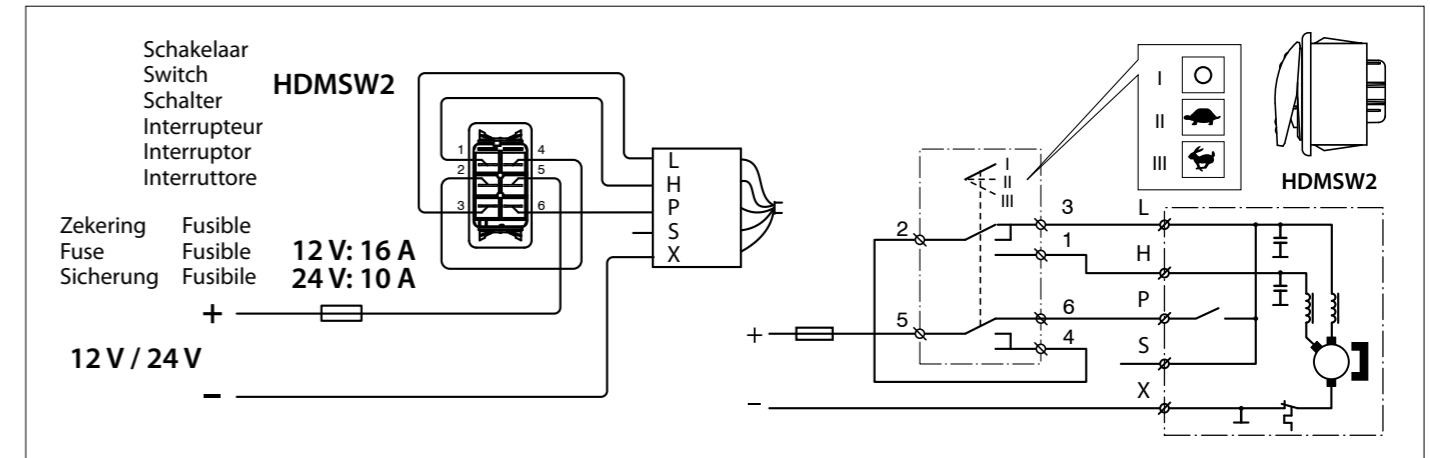 Schakelaar
Switch
Schalter
Interrupteur
Interruptor
Interruttore
HDMSW2
Zekering Fusible
Fuse Fusible
Sicherung Fusibile
12 V: 16 A
24 V: 10 A
+
12 V / 24 V
−
1 4
2 5
3 6
L
H
P
S
X
I
II
III
I
II
III
HDMSW2
2
3 L
1 H
+
5
6 P
4 S
− X